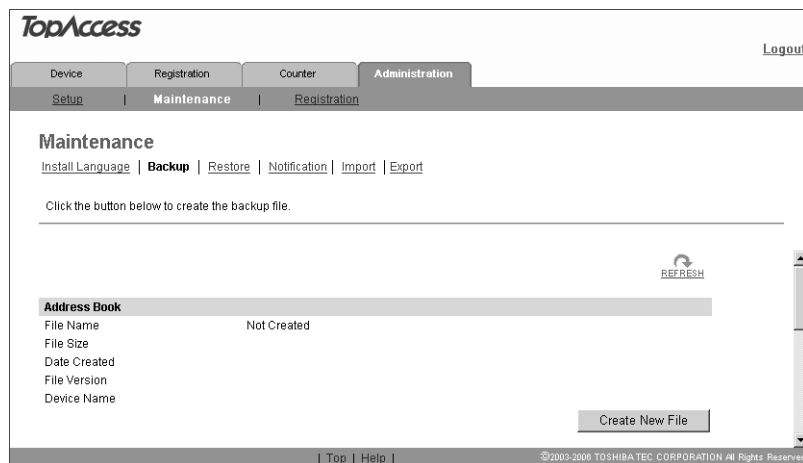 TopAccess
Logout
Device Registration Counter Administration
Setup | Maintenance | Registration
Maintenance
Install Language | Backup | Restore | Notification | Import | Export
Click the button below to create the backup file.
REFRESH
Address Book
File Name Not Created
File Size
Date Created
File Version
Device Name
Create New File
| Top | Help |
©2003-2006 TOSHIBA TEC CORPORATION All Rights Reserved